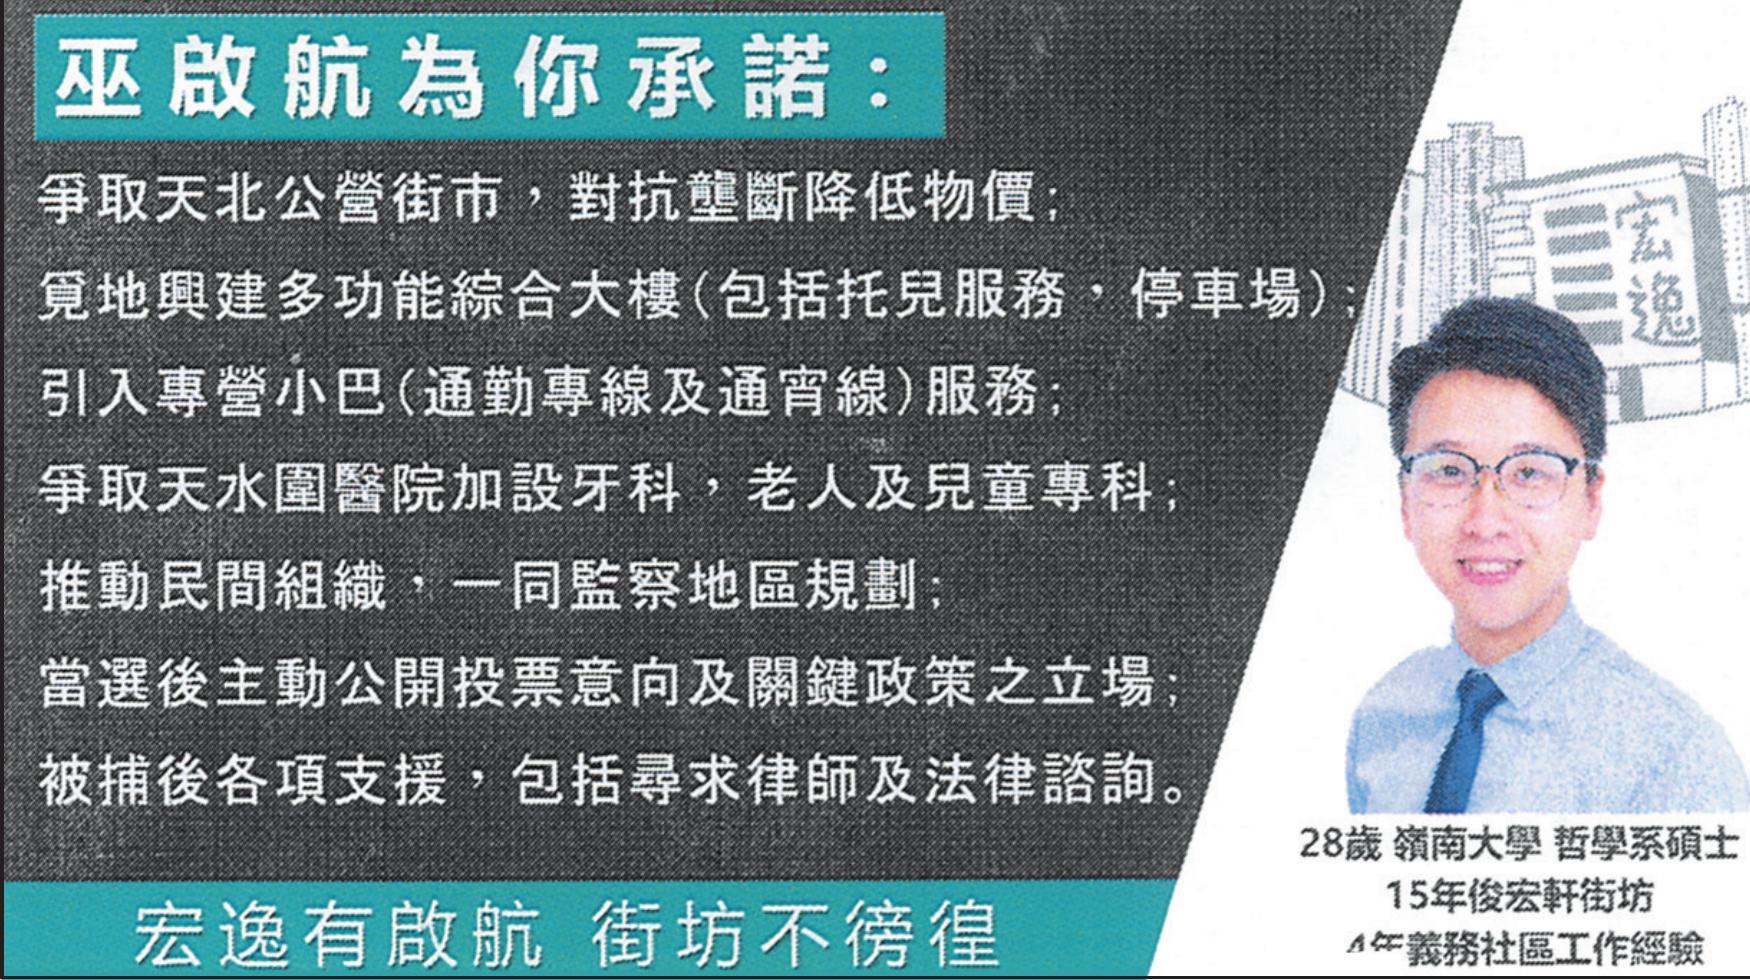 巫啟航為你承諾：
爭取天北公營街市，對抗壟斷降低物價;
覓地興建多功能綜合大樓(包括托兒服務，停車場);
引入專營小巴(通勤專線及通宵線)服務;
爭取天水圍醫院加設牙科，老人及兒童專科;
推動民間組織，一同監察地區規劃;
當選後主動公開投票意向及關鍵政策之立場;
被捕後各項支援，包括尋求律師及法律諮詢。
宏逸有啟航 街坊不徬徨
宏逸
28歲 嶺南大學 哲學系碩士
15年俊宏軒街坊
4年義務社區工作經驗